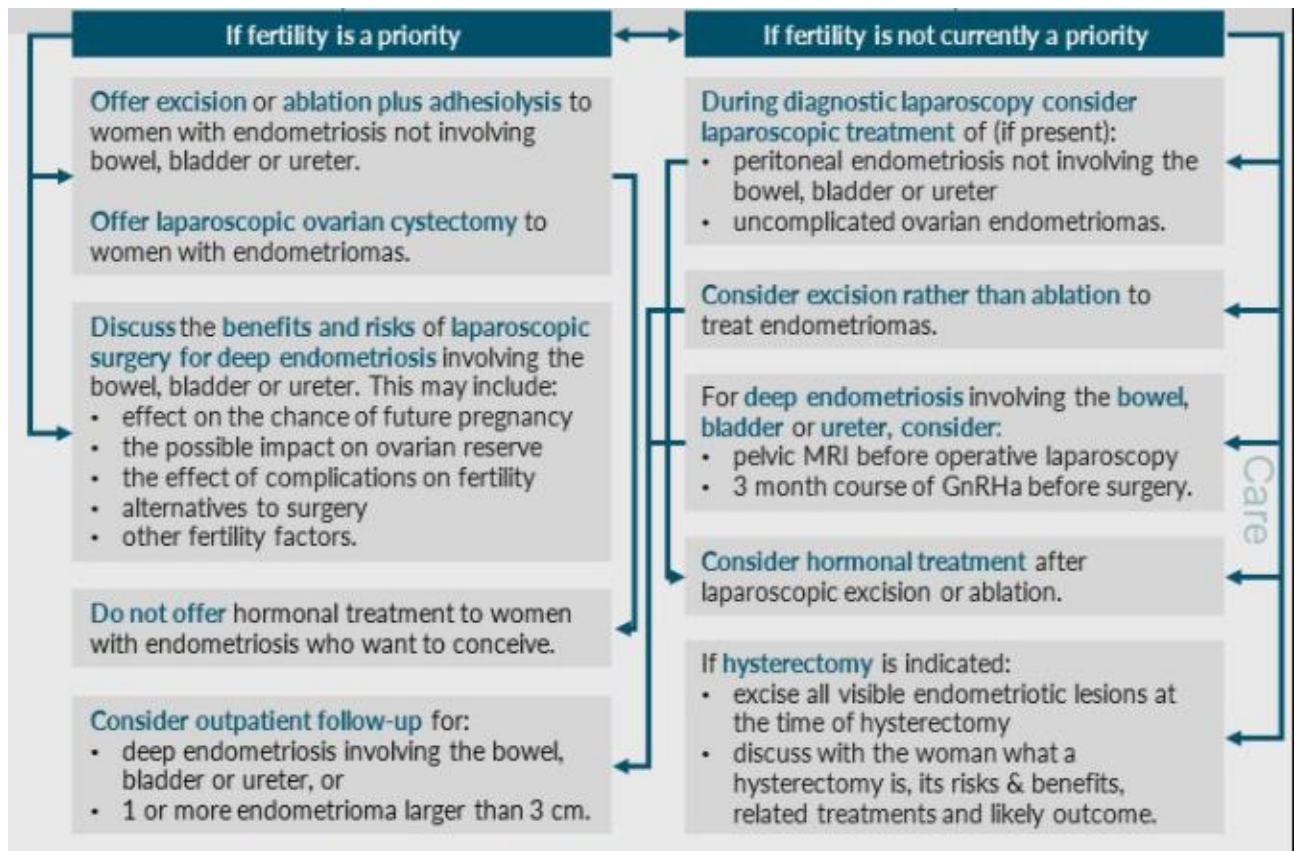 If fertility is a priority
Offer excision or ablation plus adhesiolysis to
women with endometriosis not involving
bowel, bladder or ureter.
Offer laparoscopic ovarian cystectomy to
women with endometriomas.
Discuss the benefits and risks of laparoscopic
surgery for deep endometriosis involving the
bowel, bladder or ureter. This may include:
• effect on the chance of future pregnancy
• the possible impact on ovarian reserve
• the effect of complications on fertility
• alternatives to surgery
• other fertility factors.
Do not offer hormonal treatment to women
with endometriosis who want to conceive.
Consider outpatient follow-up for:
• deep endometriosis involving the bowel,
bladder or ureter, or
• 1 or more endometrioma larger than 3 cm.
If fertility is not currently a priority
During diagnostic laparoscopy consider
laparoscopic treatment of (if present):
• peritoneal endometriosis not involving the
bowel, bladder or ureter
• uncomplicated ovarian endometriomas.
Consider excision rather than ablation to
treat endometriomas.
For deep endometriosis involving the bowel,
bladder or ureter, consider:
• pelvic MRI before operative laparoscopy
• 3 month course of GnRHa before surgery.
Consider hormonal treatment after
laparoscopic excision or ablation.
If hysterectomy is indicated:
• excise all visible endometriotic lesions at
the time of hysterectomy
• discuss with the woman what a
hysterectomy is, its risks & benefits,
related treatments and likely outcome.
Care